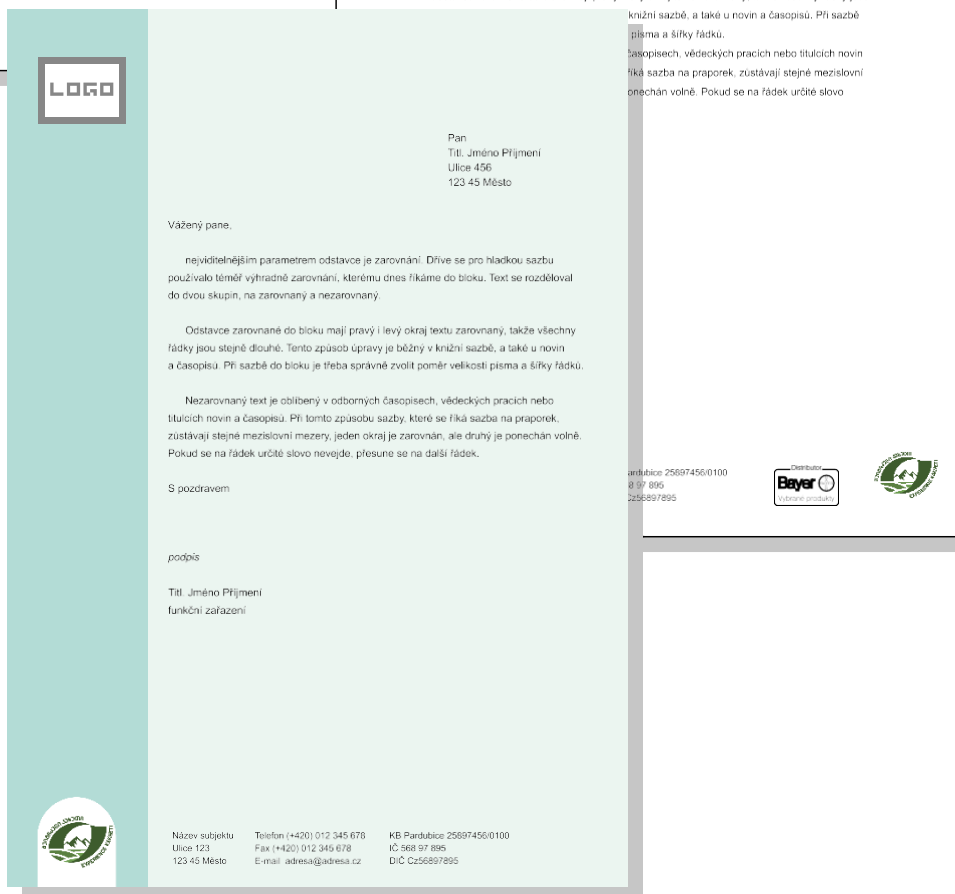 LOGO
Pan
Titl. Jméno Příjmení
Ulice 456
123 45 Město
Vážený pane,
nejviditelnějším parametrem odstavce je zarovnání. Dříve se pro hladkou sazbu
používalo téměř výhradně zarovnání, kterému dnes říkáme do bloku. Text se rozděloval
do dvou skupin, na zarovnaný a nezarovnaný.
Odstavce zarovnané do bloku mají pravý i levý okraj textu zarovnaný, takže všechny
řádky jsou stejně dlouhé. Tento způsob úpravy je běžný v knižní sazbě, a také u novin
a časopisů. Při sazbě do bloku je třeba správně zvolit poměr velikosti písma a šířky řádků.
Nezarovnaný text je oblíbený v odborných časopisech, vědeckých pracích nebo
titulcích novin a časopisů. Při tomto způsobu sazby, které se říká sazba na praporek,
zůstávají stejné mezislovní mezery, jeden okraj je zarovnán, ale druhý je ponechán volně.
Pokud se na řádek určité slovo nevejde, přesune se na další řádek.
S pozdravem
podpis
Titl. Jméno Příjmení
funkční zařazení
Název subjektu Telefon (+420) 012 345 678 KB Pardubice 25897456/0100
Ulice 123 Fax (+420) 012 345 678 IČ 568 97 895
123 45 Město E-mail adresa@adresa.cz DIČ Cz56897895
knižní sazbě, a také u novin a časopisů. Při sazbě
písma a šířky řádků.
časopisech, vědeckých pracích nebo titulcích novin
říká sazba na praporek, zůstávají stejné mezislovní
onechán volně. Pokud se na řádek určité slovo
ardubice 25897456/0100
8 97 895
Cz56897895
Distributor
Bayer
Vybrané produkty